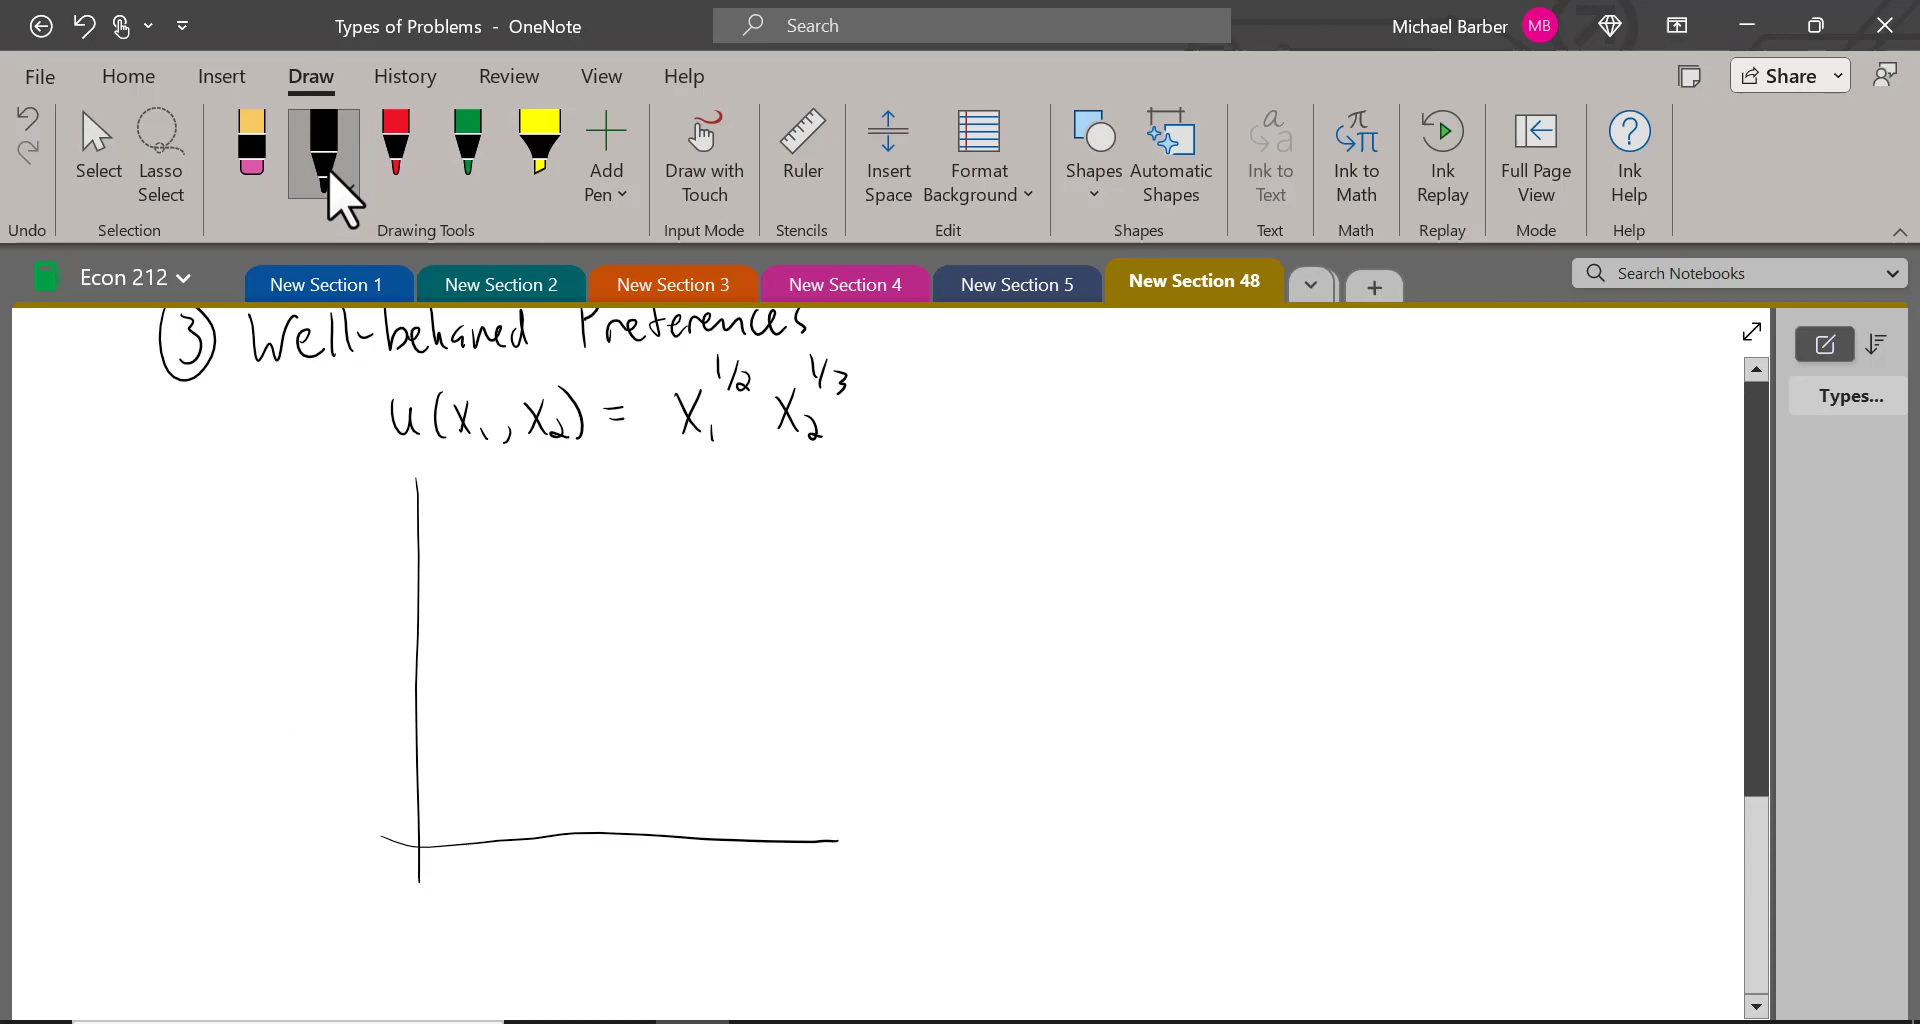 Types of Problems - OneNote
Search
Michael Barber
MB
File
Home
Insert
Draw
History
Review
View
Help
Share
Select
Lasso Select
Add Pen
Draw with Touch
Ruler
Insert Space
Format Background
Shapes
Automatic Shapes
Ink to Text
Ink to Math
Ink Replay
Full Page View
Ink Help
Undo
Selection
Drawing Tools
Input Mode
Stencils
Edit
Shapes
Text
Math
Replay
Mode
Help
Econ 212
New Section 1
New Section 2
New Section 3
New Section 4
New Section 5
New Section 48
Search Notebooks
Types...
③ Well-behaved Preferences
u(x₁, x₂) = x₁^1/2 x₂^1/3